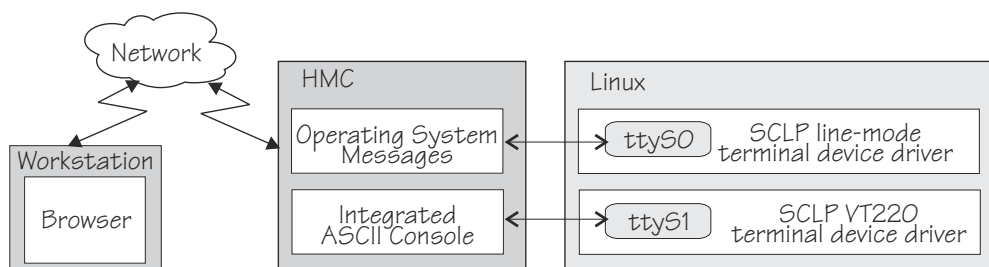 Network
HMC
Linux
Operating System
Messages
ttyS0
SCLP line-mode
terminal device driver
Workstation
Browser
Integrated
ASCII Console
ttyS1
SCLP VT220
terminal device driver